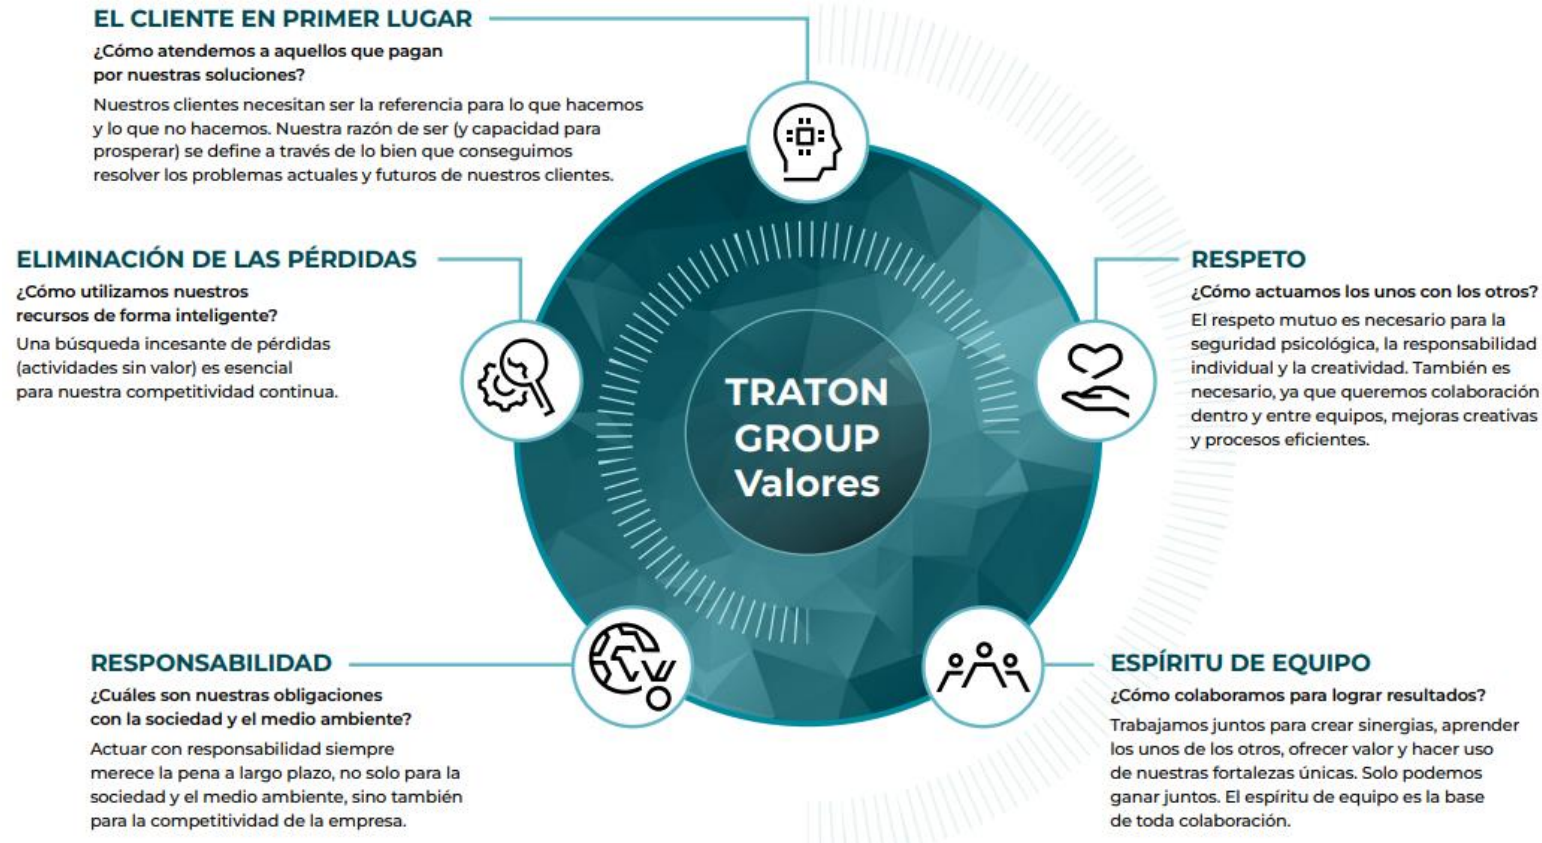 EL CLIENTE EN PRIMER LUGAR
¿Cómo atendemos a aquellos que pagan
por nuestras soluciones?
Nuestros clientes necesitan ser la referencia para lo que hacemos
y lo que no hacemos. Nuestra razón de ser (y capacidad para
prosperar) se define a través de lo bien que conseguimos
resolver los problemas actuales y futuros de nuestros clientes.
ELIMINACIÓN DE LAS PÉRDIDAS
¿Cómo utilizamos nuestros
recursos de forma inteligente?
Una búsqueda incesante de pérdidas
(actividades sin valor) es esencial
para nuestra competitividad continua.
RESPETO
¿Cómo actuamos los unos con los otros?
El respeto mutuo es necesario para la
seguridad psicológica, la responsabilidad
individual y la creatividad. También es
necesario, ya que queremos colaboración
dentro y entre equipos, mejoras creativas
y procesos eficientes.
TRATON
GROUP
Valores
RESPONSABILIDAD
¿Cuáles son nuestras obligaciones
con la sociedad y el medio ambiente?
Actuar con responsabilidad siempre
merece la pena a largo plazo, no solo para la
sociedad y el medio ambiente, sino también
para la competitividad de la empresa.
ESPÍRITU DE EQUIPO
¿Cómo colaboramos para lograr resultados?
Trabajamos juntos para crear sinergias, aprender
los unos de los otros, ofrecer valor y hacer uso
de nuestras fortalezas únicas. Solo podemos
ganar juntos. El espíritu de equipo es la base
de toda colaboración.